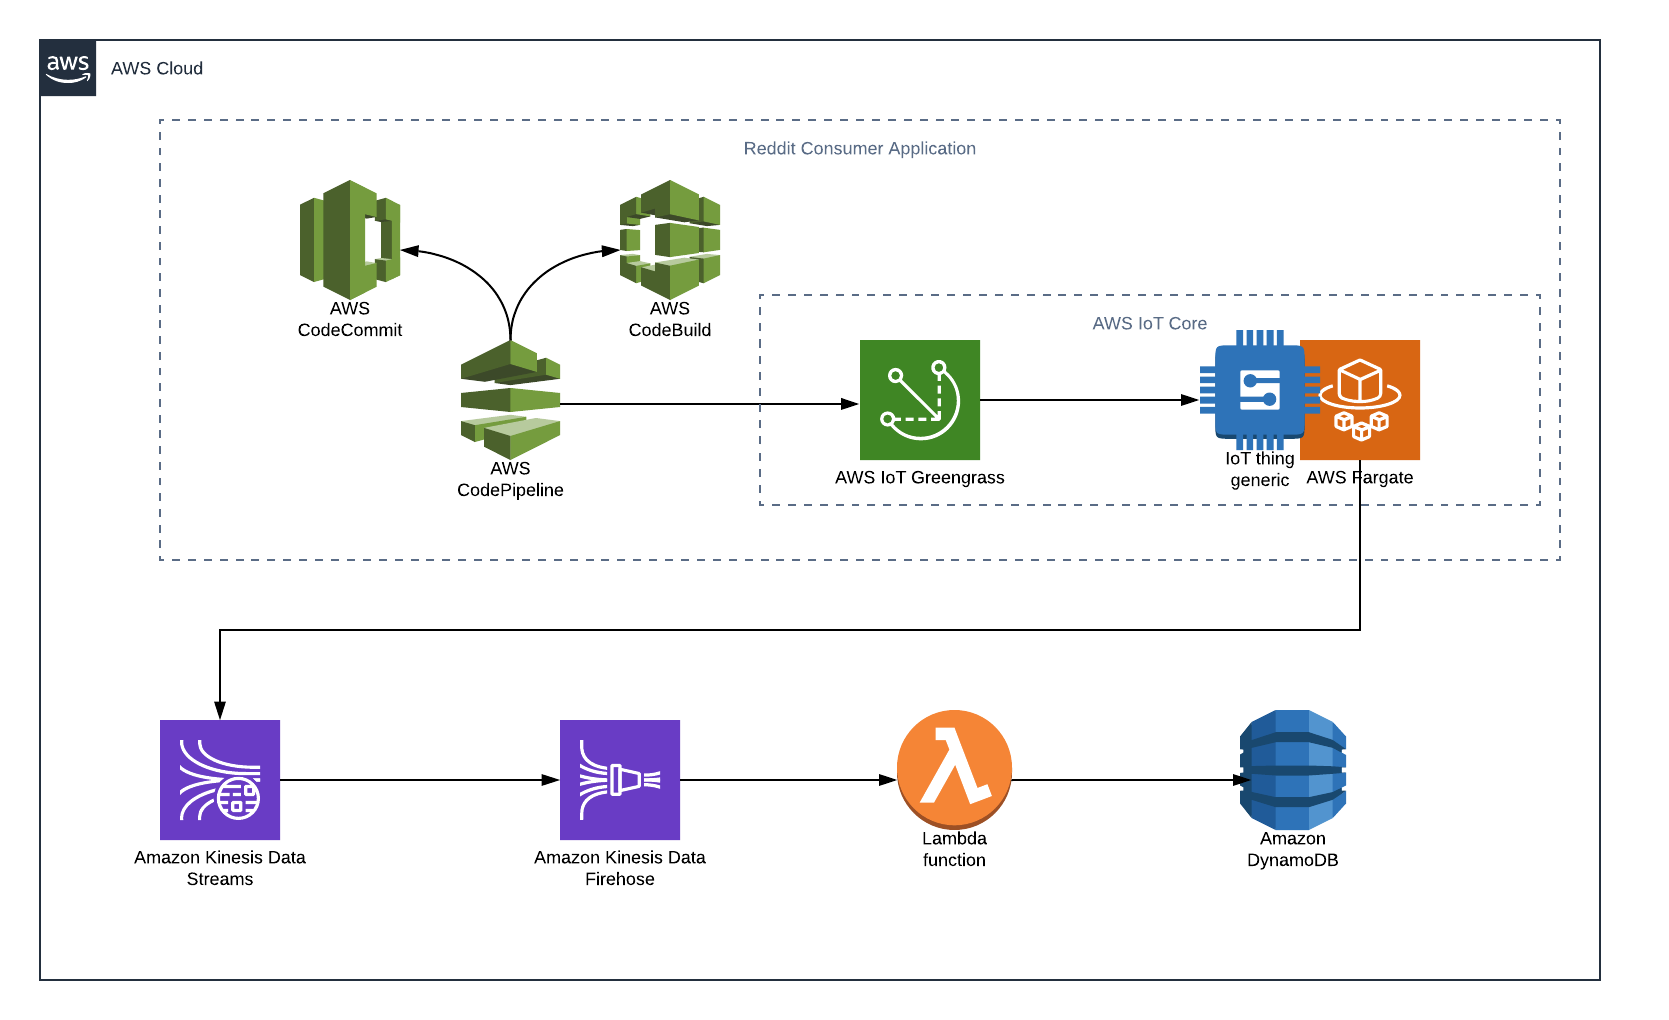 aws
AWS Cloud
Reddit Consumer Application
AWS
CodeCommit
AWS
CodeBuild
AWS IoT Core
AWS
CodePipeline
AWS IoT Greengrass
IoT thing
generic
AWS Fargate
Amazon Kinesis Data
Streams
Amazon Kinesis Data
Firehose
Lambda
function
Amazon
DynamoDB